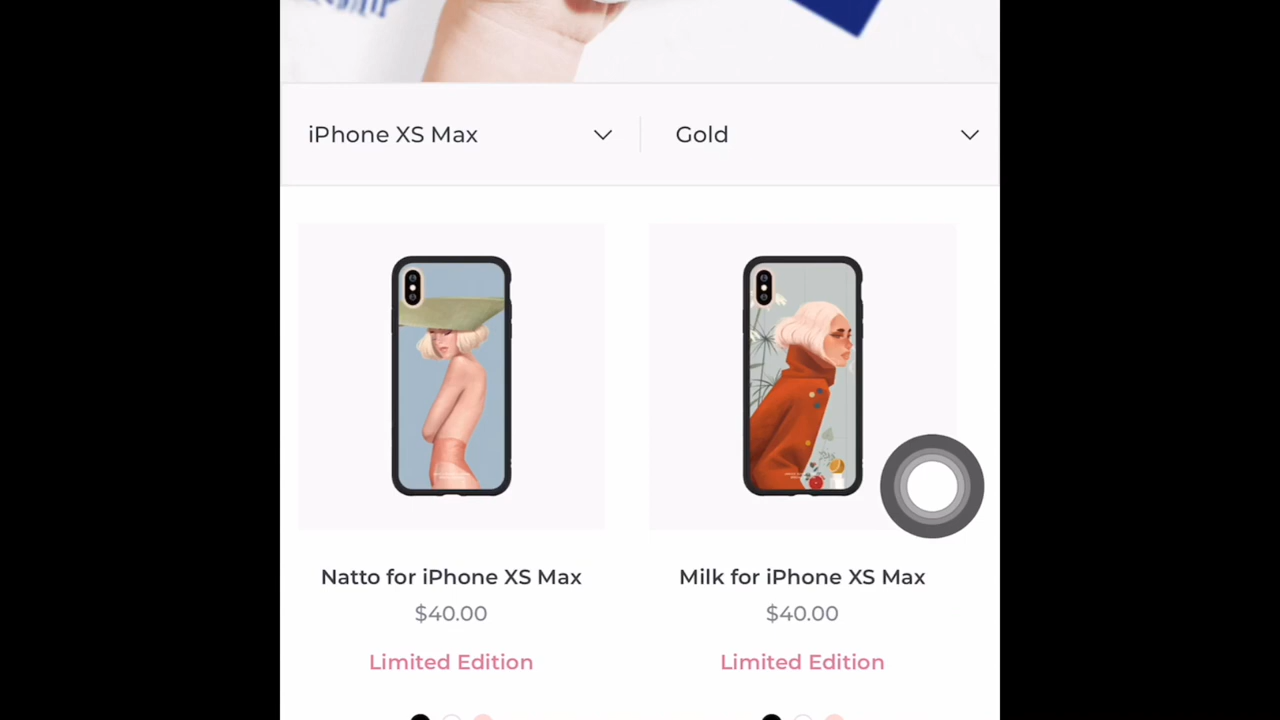 iPhone XS Max
Gold
Natto for iPhone XS Max
Milk for iPhone XS Max
$40.00
$40.00
Limited Edition
Limited Edition